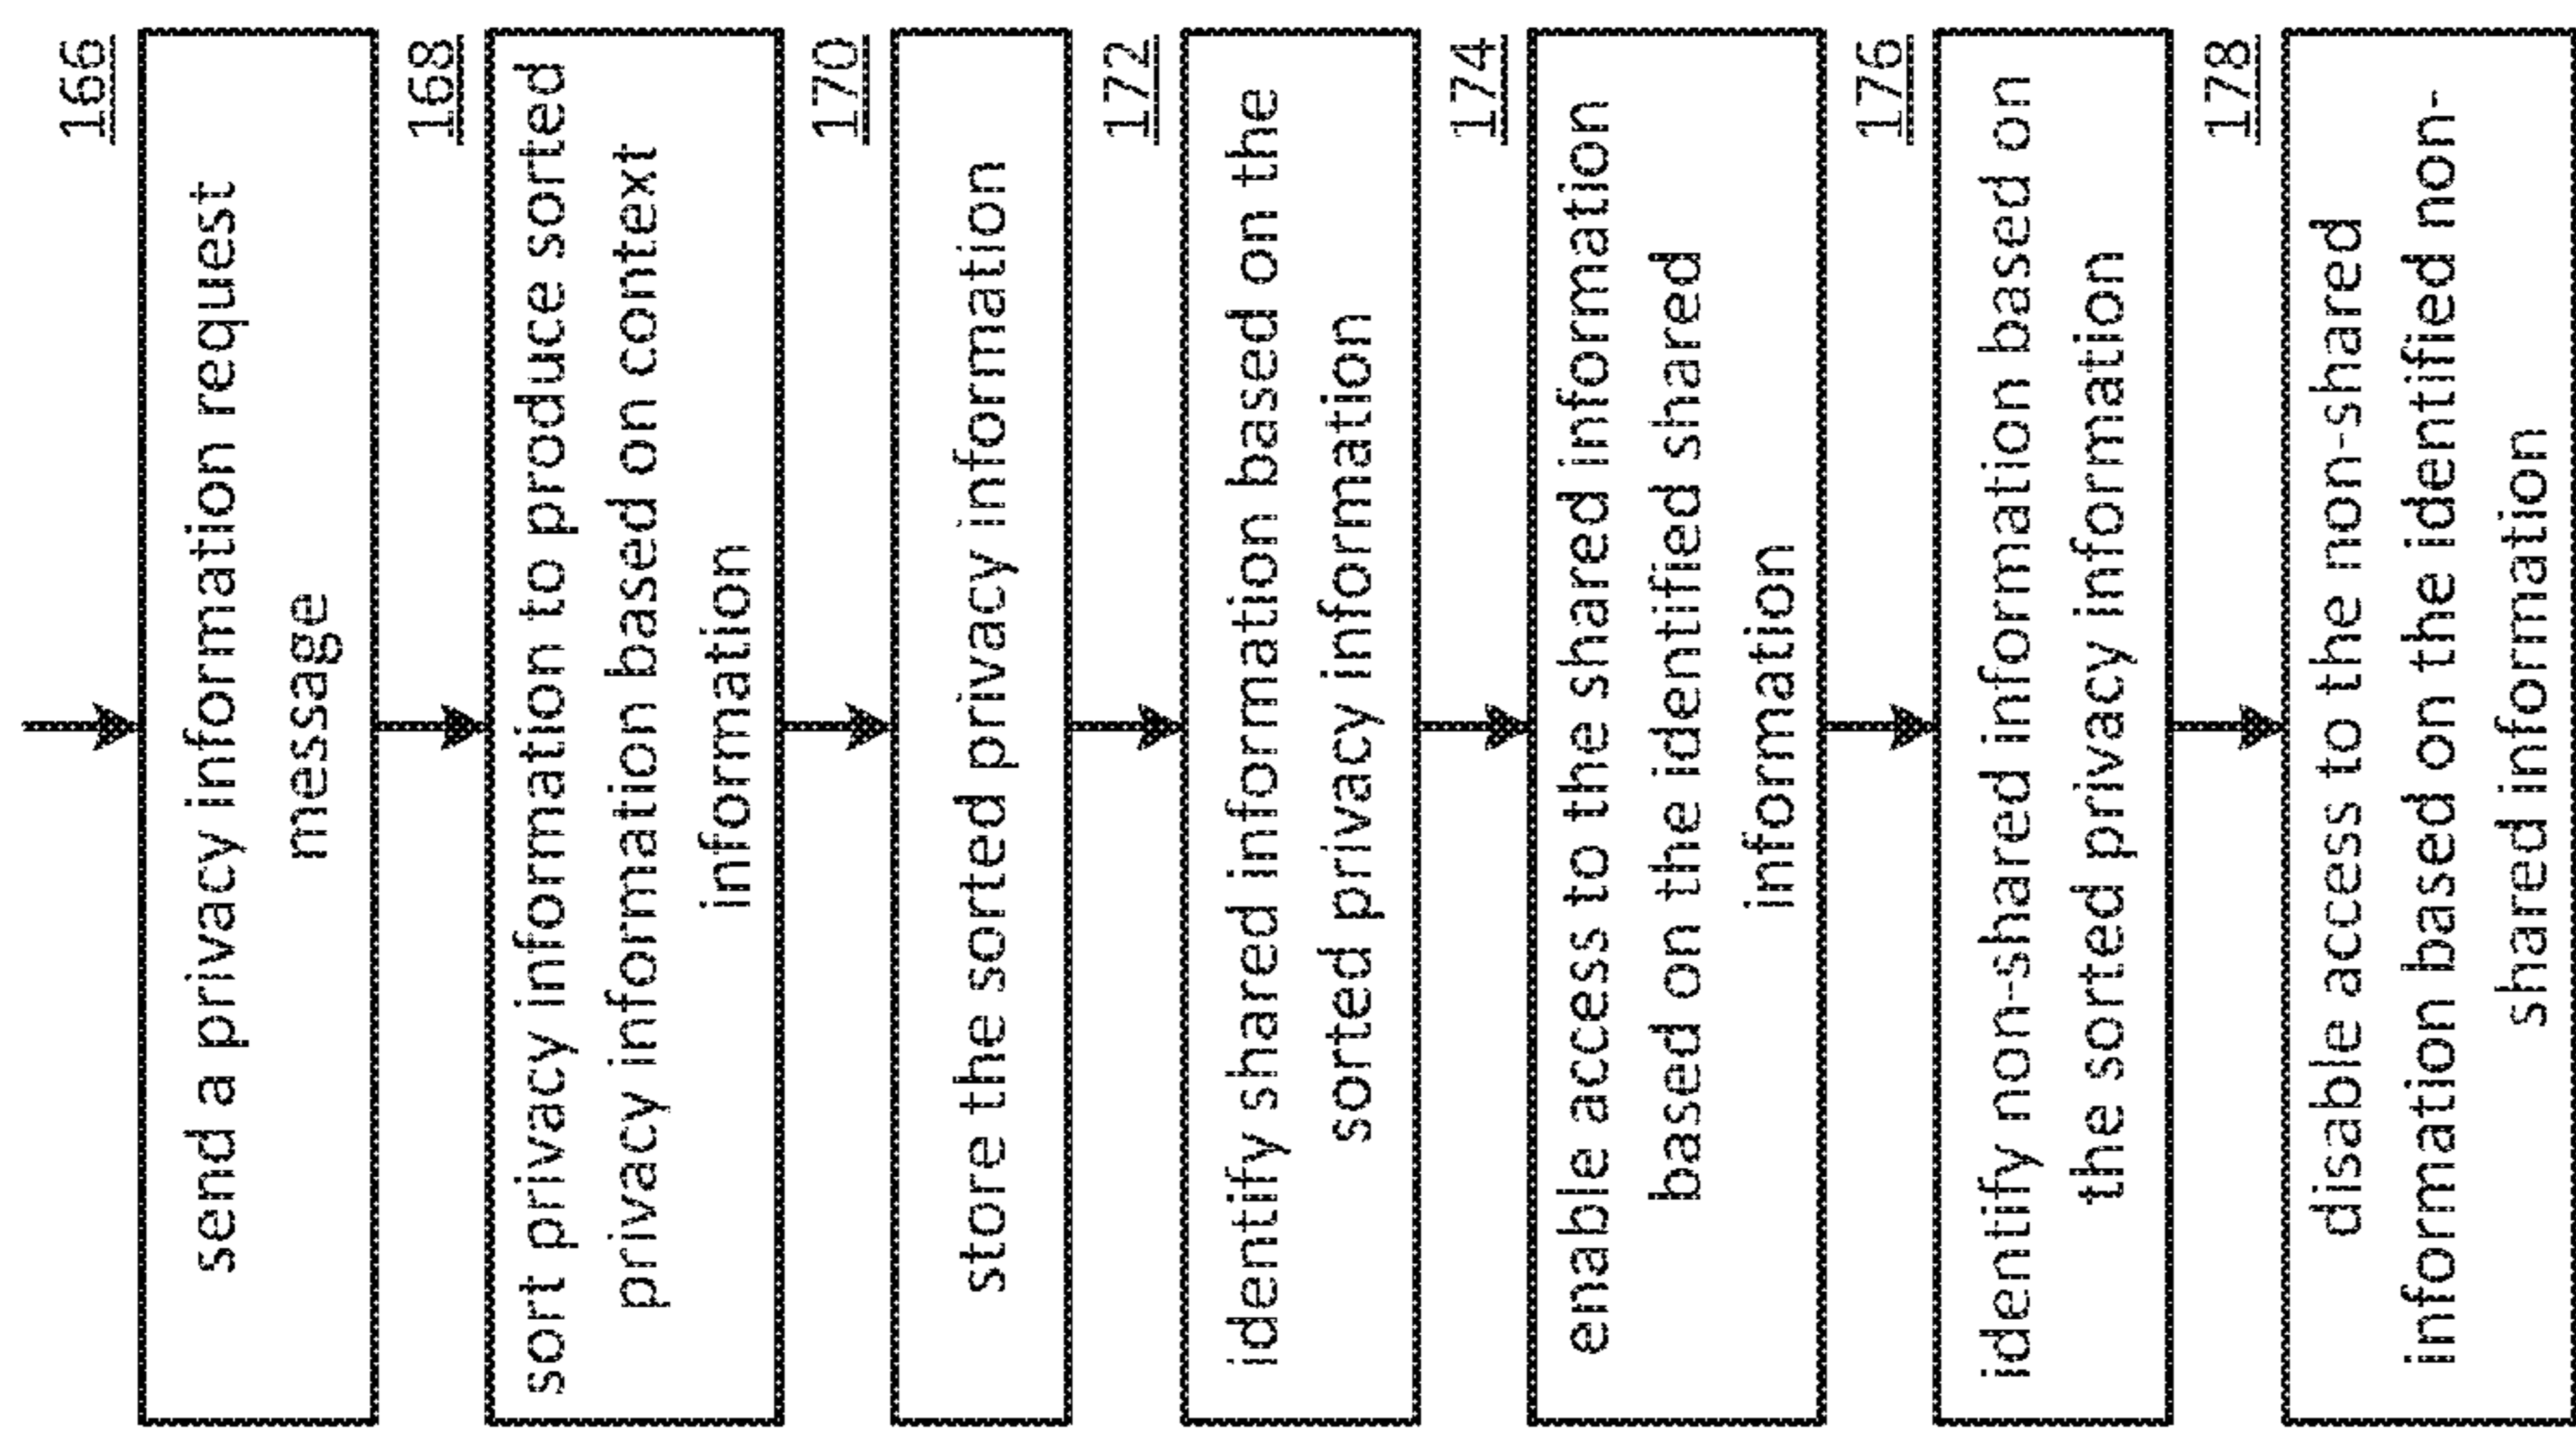 166
send a privacy information request
message
168
sort privacy information to produce sorted
privacy information based on context
information
170
store the sorted privacy information
172
identify shared information based on the
sorted privacy information
174
enable access to the shared information
based on the identified shared
information
176
identify non-shared information based on
the sorted privacy information
178
disable access to the non-shared
information based on the identified non-
shared information